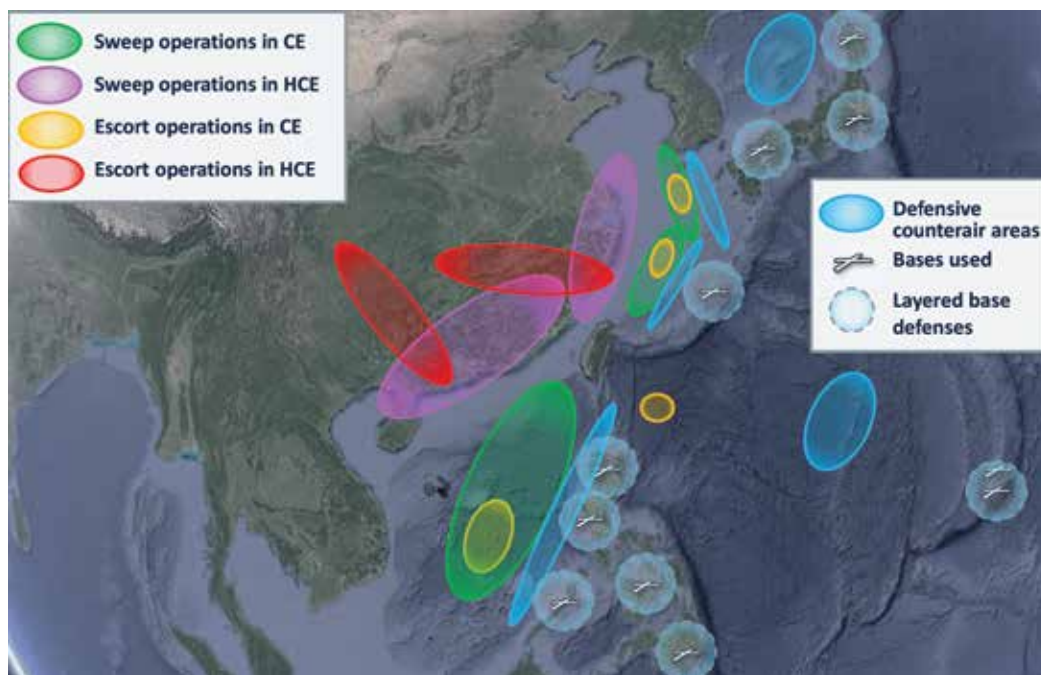 Sweep operations in CE
Sweep operations in HCE
Escort operations in CE
Escort operations in HCE
Defensive
counterair areas
Bases used
Layered base
defenses